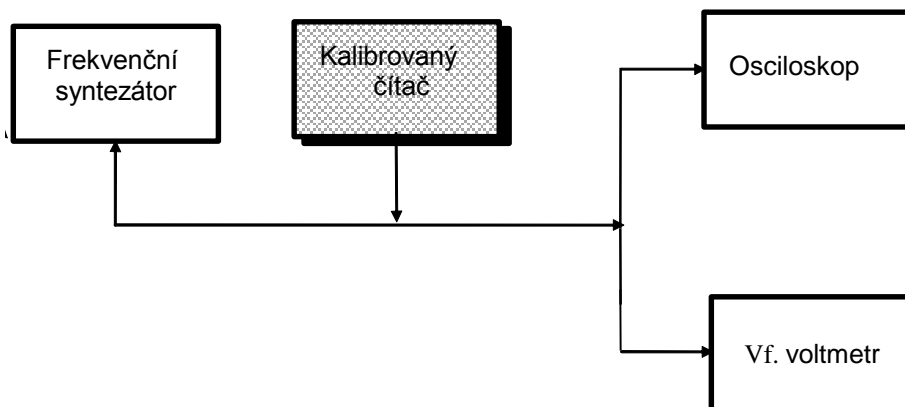 Frekvenční
syntezátor
Kalibrovaný
čítač
Osciloskop
Vf. voltmetr